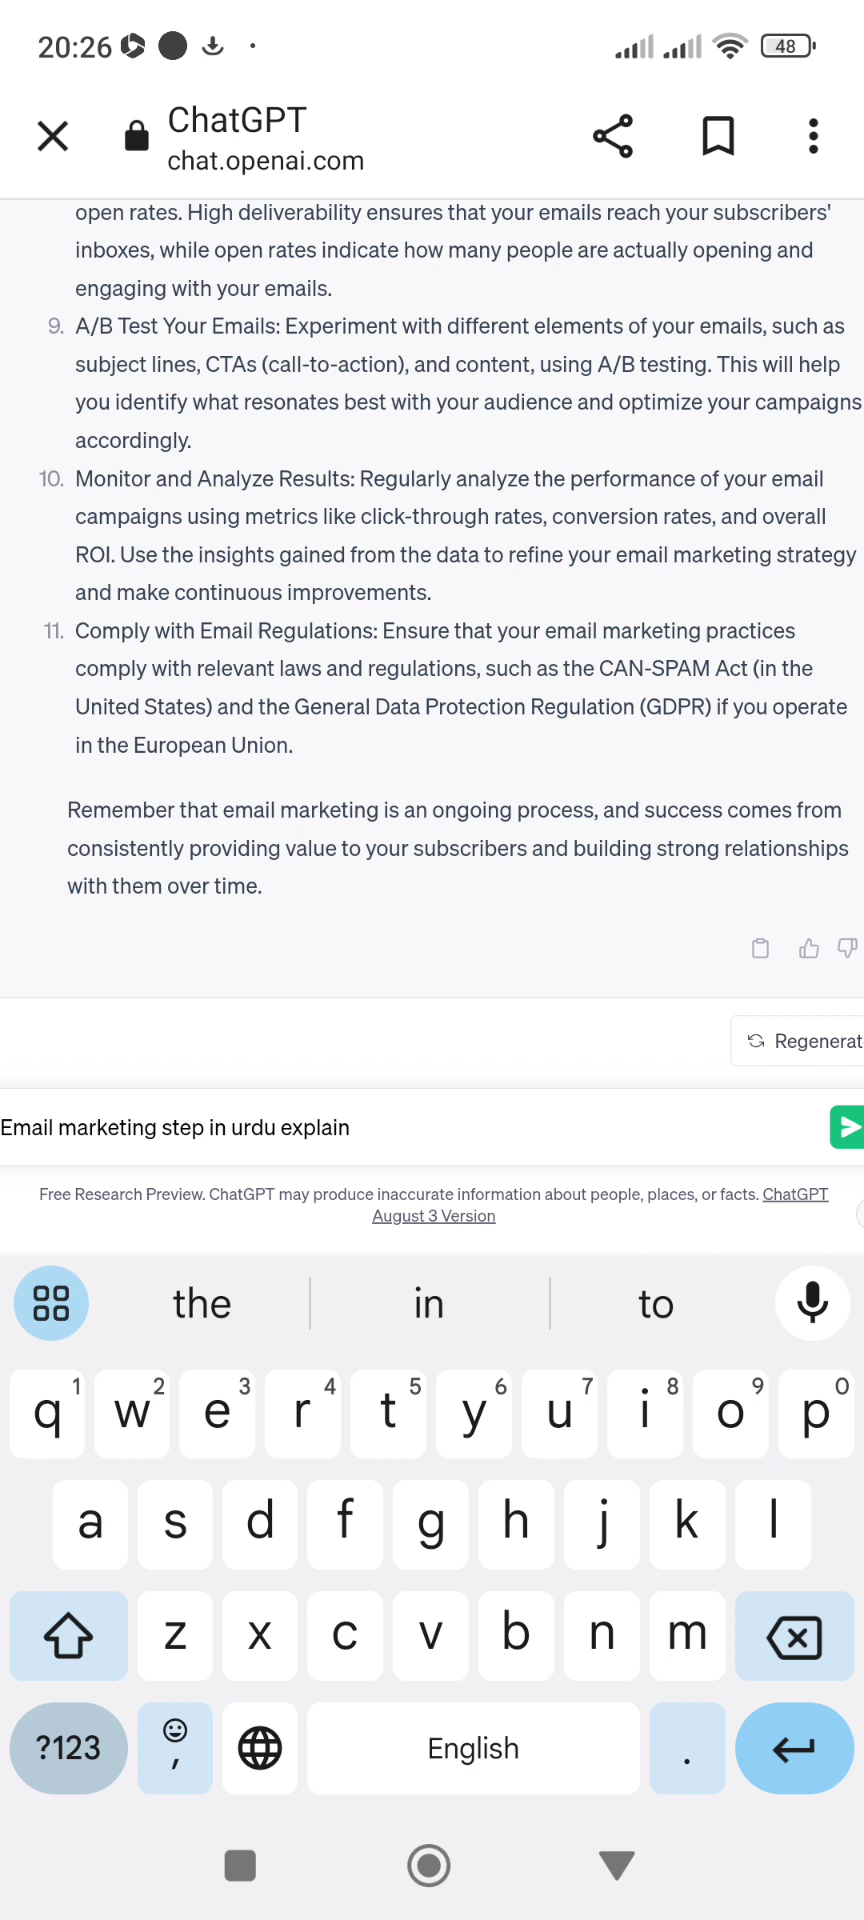 20:26
48
ChatGPT
chat.openai.com
open rates. High deliverability ensures that your emails reach your subscribers'
inboxes, while open rates indicate how many people are actually opening and
engaging with your emails.
9. A/B Test Your Emails: Experiment with different elements of your emails, such as
subject lines, CTAs (call-to-action), and content, using A/B testing. This will help
you identify what resonates best with your audience and optimize your campaigns
accordingly.
10. Monitor and Analyze Results: Regularly analyze the performance of your email
campaigns using metrics like click-through rates, conversion rates, and overall
ROI. Use the insights gained from the data to refine your email marketing strategy
and make continuous improvements.
11. Comply with Email Regulations: Ensure that your email marketing practices
comply with relevant laws and regulations, such as the CAN-SPAM Act (in the
United States) and the General Data Protection Regulation (GDPR) if you operate
in the European Union.
Remember that email marketing is an ongoing process, and success comes from
consistently providing value to your subscribers and building strong relationships
with them over time.
Regenerat
Email marketing step in urdu explain
Free Research Preview. ChatGPT may produce inaccurate information about people, places, or facts. ChatGPT
August 3 Version
the in to
q1 w2 e3 r4 t5 y6 u7 i8 o9 p0
a s d f g h j k l
z x c v b n m
?123 , English .